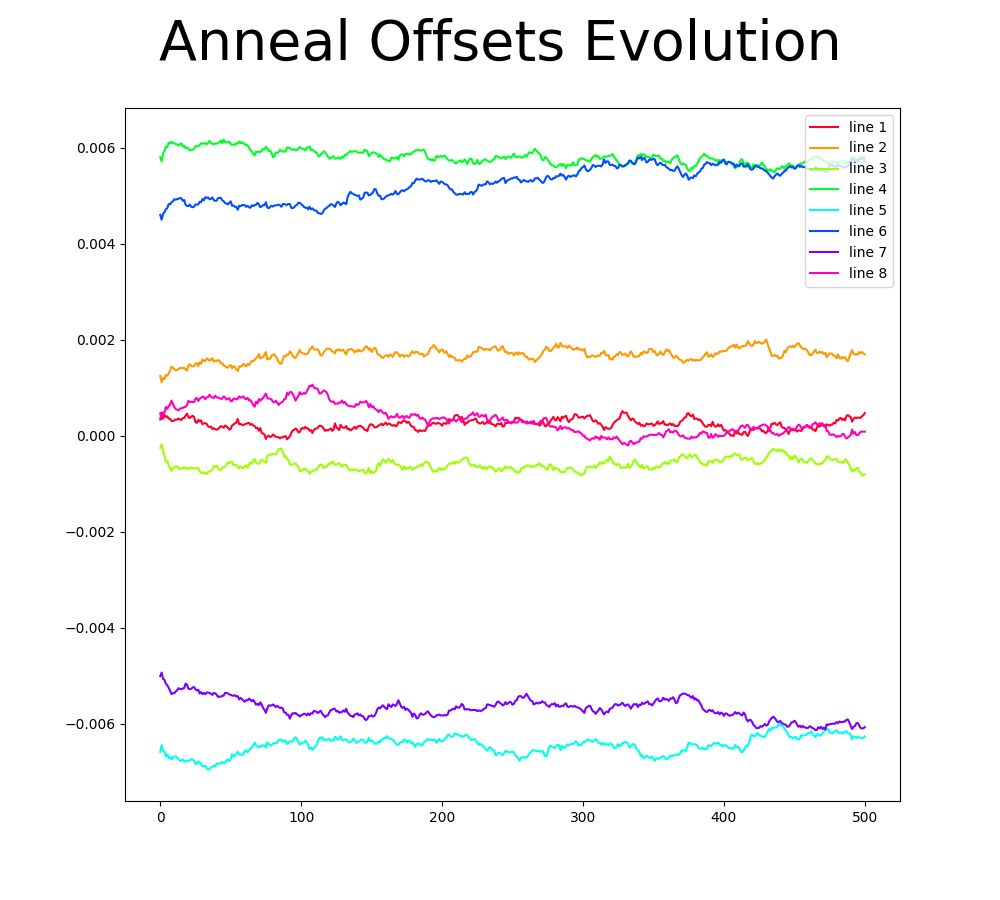 Anneal Offsets Evolution
line 1
line 2
line 3
line 4
line 5
line 6
line 7
line 8
0.006
0.004
0.002
0.000
−0.002
−0.004
−0.006
0 100 200 300 400 500